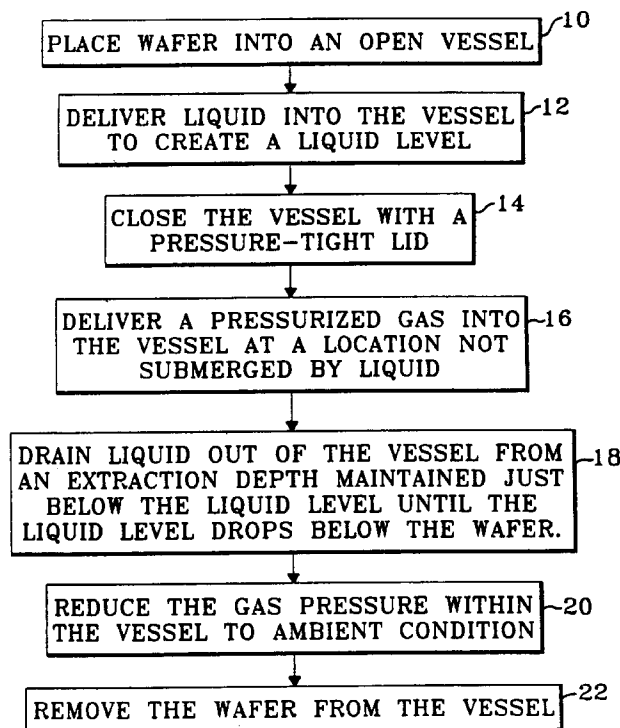 PLACE WAFER INTO AN OPEN VESSEL
10
DELIVER LIQUID INTO THE VESSEL
TO CREATE A LIQUID LEVEL
12
CLOSE THE VESSEL WITH A
PRESSURE-TIGHT LID
14
DELIVER A PRESSURIZED GAS INTO
THE VESSEL AT A LOCATION NOT
SUBMERGED BY LIQUID
16
DRAIN LIQUID OUT OF THE VESSEL FROM
AN EXTRACTION DEPTH MAINTAINED JUST
BELOW THE LIQUID LEVEL UNTIL THE
LIQUID LEVEL DROPS BELOW THE WAFER.
18
REDUCE THE GAS PRESSURE WITHIN
THE VESSEL TO AMBIENT CONDITION
20
REMOVE THE WAFER FROM THE VESSEL
22